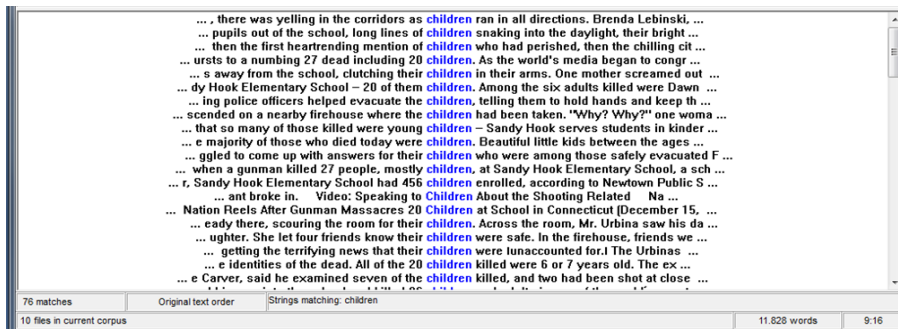 ... , there was yelling in the corridors as children ran in all directions. Brenda Lebinski, ...
... pupils out of the school, long lines of children snaking into the daylight, their bright ...
... then the first heartrending mention of children who had perished, then the chilling cit ...
... ursts to a numbing 27 dead including 20 children. As the world's media began to congr ...
... s away from the school, clutching their children in their arms. One mother screamed out ...
... dy Hook Elementary School – 20 of them children. Among the six adults killed were Dawn ...
... ing police officers helped evacuate the children, telling them to hold hands and keep th ...
... scended on a nearby firehouse where the children had been taken. "Why? Why?" one woma ...
... that so many of those killed were young children – Sandy Hook serves students in kinder ...
... e majority of those who died today were children. Beautiful little kids between the ages ...
... ggled to come up with answers for their children who were among those safely evacuated F ...
... when a gunman killed 27 people, mostly children, at Sandy Hook Elementary School, a sch ...
... r, Sandy Hook Elementary School had 456 children enrolled, according to Newtown Public S ...
... ant broke in. Video: Speaking to Children About the Shooting Related Na ...
... Nation Reels After Gunman Massacres 20 Children at School in Connecticut (December 15, ...
... eady there, scouring the room for their children. Across the room, Mr. Urbina saw his da ...
... ughter. She let four friends know their children were safe. In the firehouse, friends we ...
... getting the terrifying news that their children were lunaccounted for.l The Urbinas ...
... e identities of the dead. All of the 20 children killed were 6 or 7 years old. The ex ...
... e Carver, said he examined seven of the children killed, and two had been shot at close ...
76 matches Original text order Strings matching: children
10 files in current corpus 11.828 words 9:16